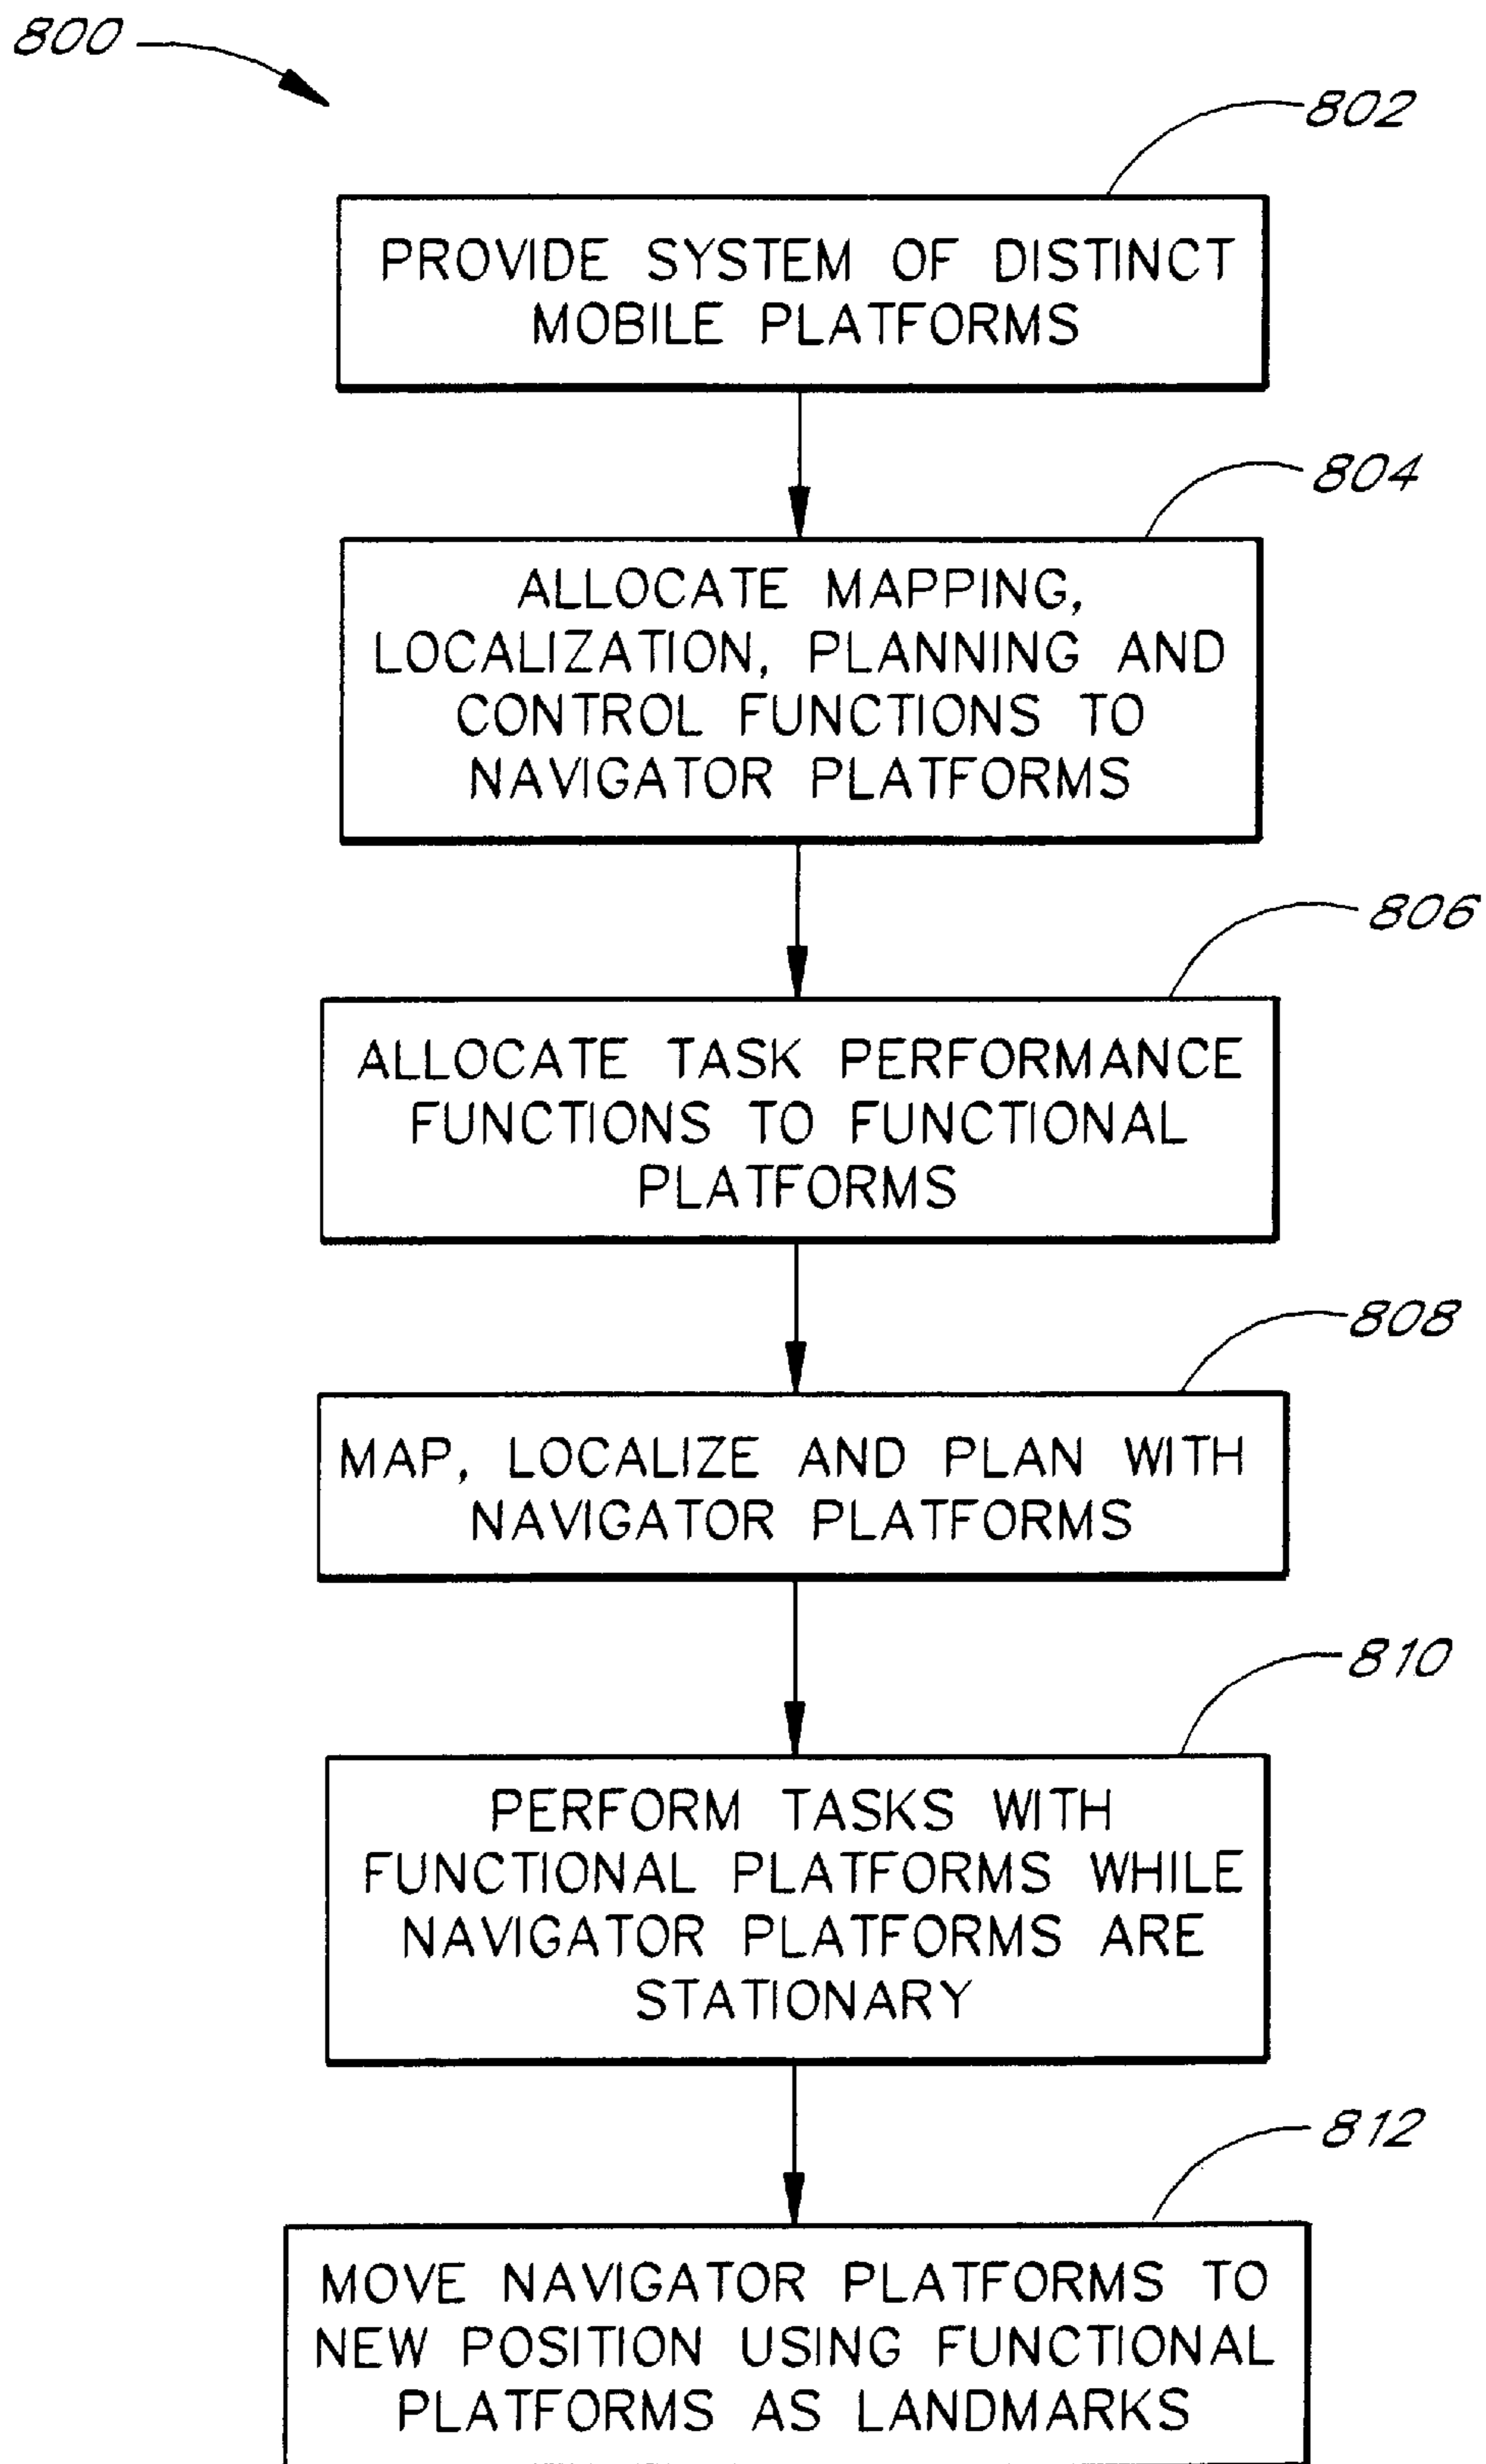 800
802
PROVIDE SYSTEM OF DISTINCT
MOBILE PLATFORMS
804
ALLOCATE MAPPING,
LOCALIZATION, PLANNING AND
CONTROL FUNCTIONS TO
NAVIGATOR PLATFORMS
806
ALLOCATE TASK PERFORMANCE
FUNCTIONS TO FUNCTIONAL
PLATFORMS
808
MAP, LOCALIZE AND PLAN WITH
NAVIGATOR PLATFORMS
810
PERFORM TASKS WITH
FUNCTIONAL PLATFORMS WHILE
NAVIGATOR PLATFORMS ARE
STATIONARY
812
MOVE NAVIGATOR PLATFORMS TO
NEW POSITION USING FUNCTIONAL
PLATFORMS AS LANDMARKS